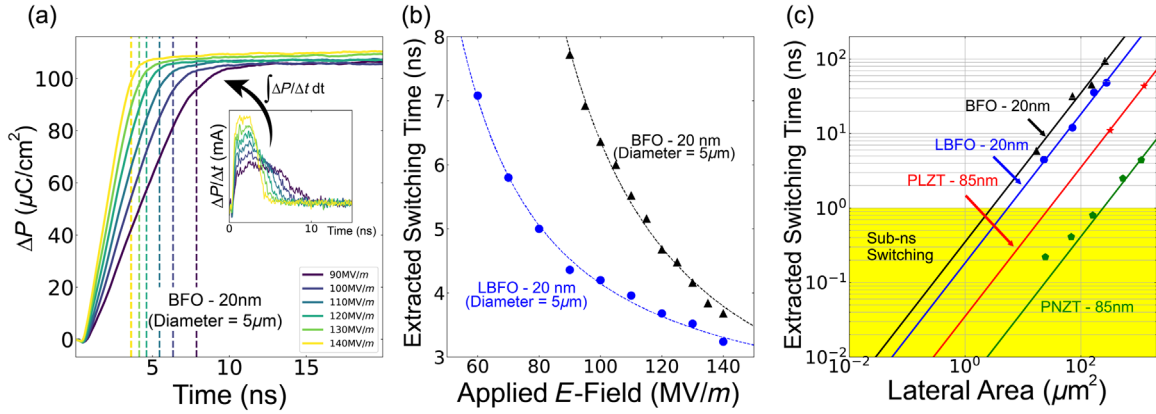 (a)
ΔP (μC/cm²)
100
80
60
40
20
0
5
10
15
Time (ns)
∫ΔP/Δt dt
ΔP/Δt (mA)
0
10
Time (ns)
BFO - 20nm
(Diameter = 5μm)
90MV/m
100MV/m
110MV/m
120MV/m
130MV/m
140MV/m
(b)
Extracted Switching Time (ns)
8
7
6
5
4
3
60
80
100
120
140
Applied E-Field (MV/m)
BFO - 20 nm
(Diameter = 5μm)
LBFO - 20 nm
(Diameter = 5μm)
(c)
Extracted Switching Time (ns)
10²
10¹
10⁰
10⁻¹
10⁻²
10⁻²
10⁰
10²
Lateral Area (μm²)
BFO - 20nm
LBFO - 20nm
PLZT - 85nm
Sub-ns
Switching
PNZT - 85nm